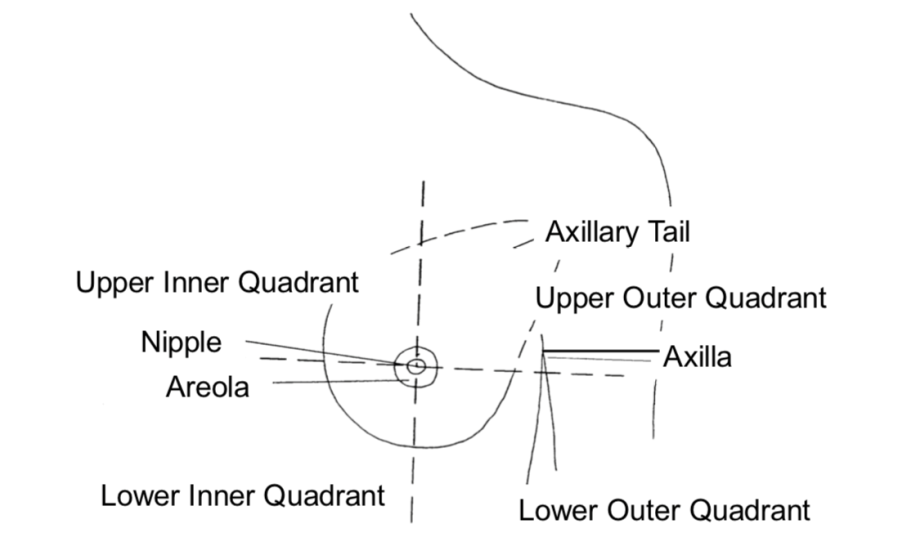 Axillary Tail
Upper Inner Quadrant
Upper Outer Quadrant
Nipple
Axilla
Areola
Lower Inner Quadrant
Lower Outer Quadrant